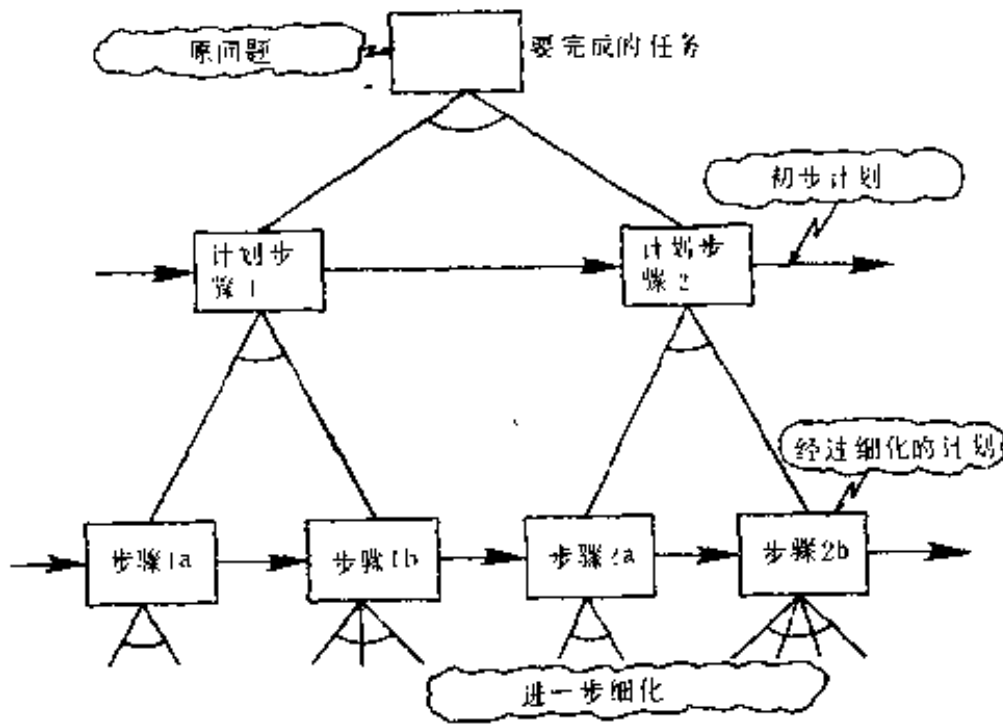 原问题
要完成的任务
初步计划
计划步
骤1
计划步
骤2
经过细化的计划
步骤1a
步骤1b
步骤2a
步骤2b
进一步细化